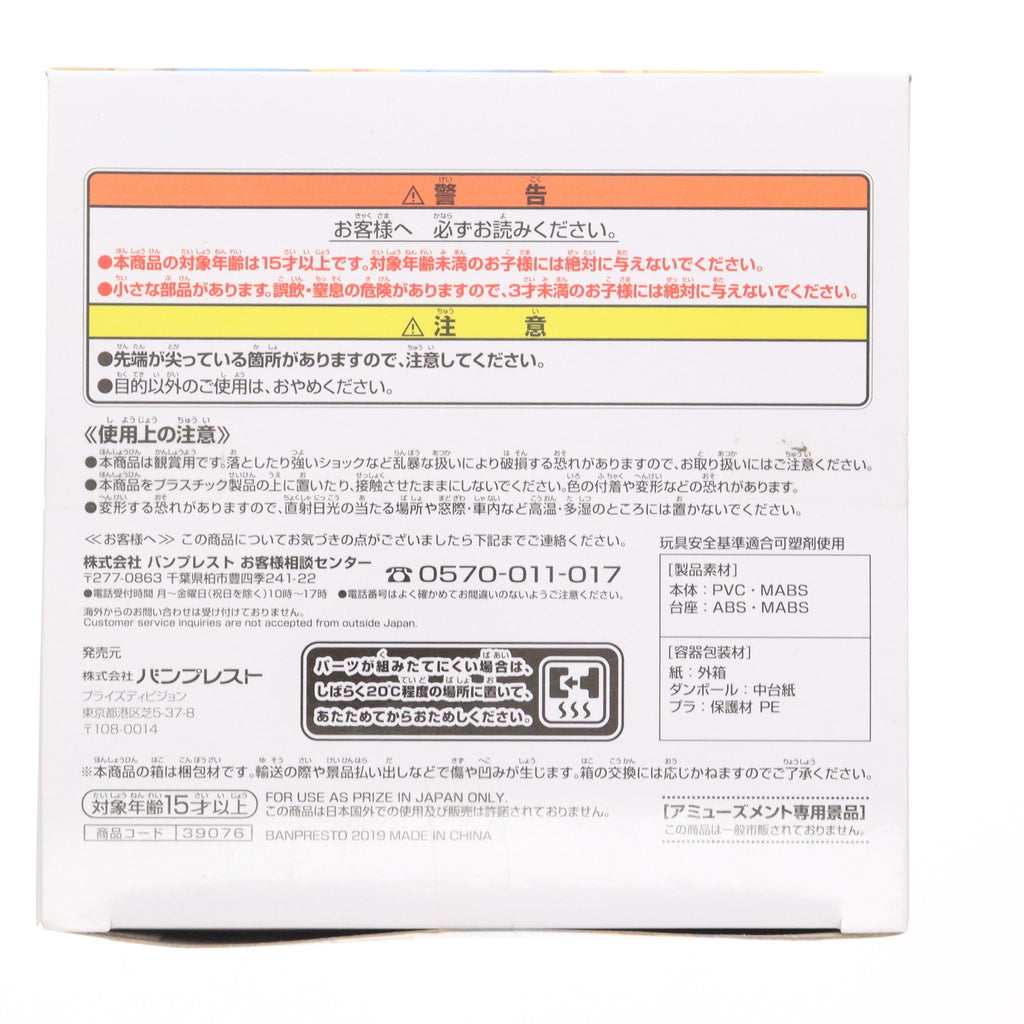 ⚠警 告
お客様へ 必ずお読みください。
●本商品の対象年齢は15才以上です。対象年齢未満のお子様には絶対に与えないでください。
●小さな部品があります。誤飲・窒息の危険がありますので、3才未満のお子様には絶対に与えないでください。
⚠注 意
●先端が尖っている箇所がありますので、注意してください。
●目的以外のご使用は、おやめください。
《使用上の注意》
●本商品は観賞用です。落としたり強いショックなど乱暴な扱いにより破損する恐れがありますので、お取り扱いにはご注意ください。
●本商品をプラスチック製品の上に置いたり、接触させたままにしないでください。色の付着や変形などの恐れがあります。
●変形する恐れがありますので、直射日光の当たる場所や窓際・車内など高温・多湿のところには置かないでください。
≪お客様へ≫ この商品についてお気づきの点がございましたら下記までご連絡ください。
株式会社 バンプレスト お客様相談センター
〒277-0863 千葉県柏市豊四季241-22
☎0570-011-017
●電話受付時間 月～金曜日(祝日を除く)10時～17時 ●電話番号はよく確かめてお間違いのないようご注意ください。
海外からのお問い合わせは受け付けておりません。
Customer service inquiries are not accepted from outside Japan.
玩具安全基準適合可塑剤使用
[製品素材]
本体：PVC・MABS
台座：ABS・MABS
[容器包装材]
紙：外箱
ダンボール：中台紙
プラ：保護材 PE
発売元
株式会社 バンプレスト
プライズディビジョン
東京都港区芝5-37-8
〒108-0014
パーツが組みたてにくい場合は、
しばらく20℃程度の場所に置いて、
あたためてからおためしください。
※本商品の箱は梱包材です。輸送の際や景品払い出しなどで傷や凹みが生じます。箱の交換には応じかねますのでご了承ください。
対象年齢15才以上
商品コード 39076
FOR USE AS PRIZE IN JAPAN ONLY.
この商品は日本国外での使用及び販売は許諾されておりません。
BANPRESTO 2019 MADE IN CHINA
[アミューズメント専用景品]
この商品は一般市販されておりません。